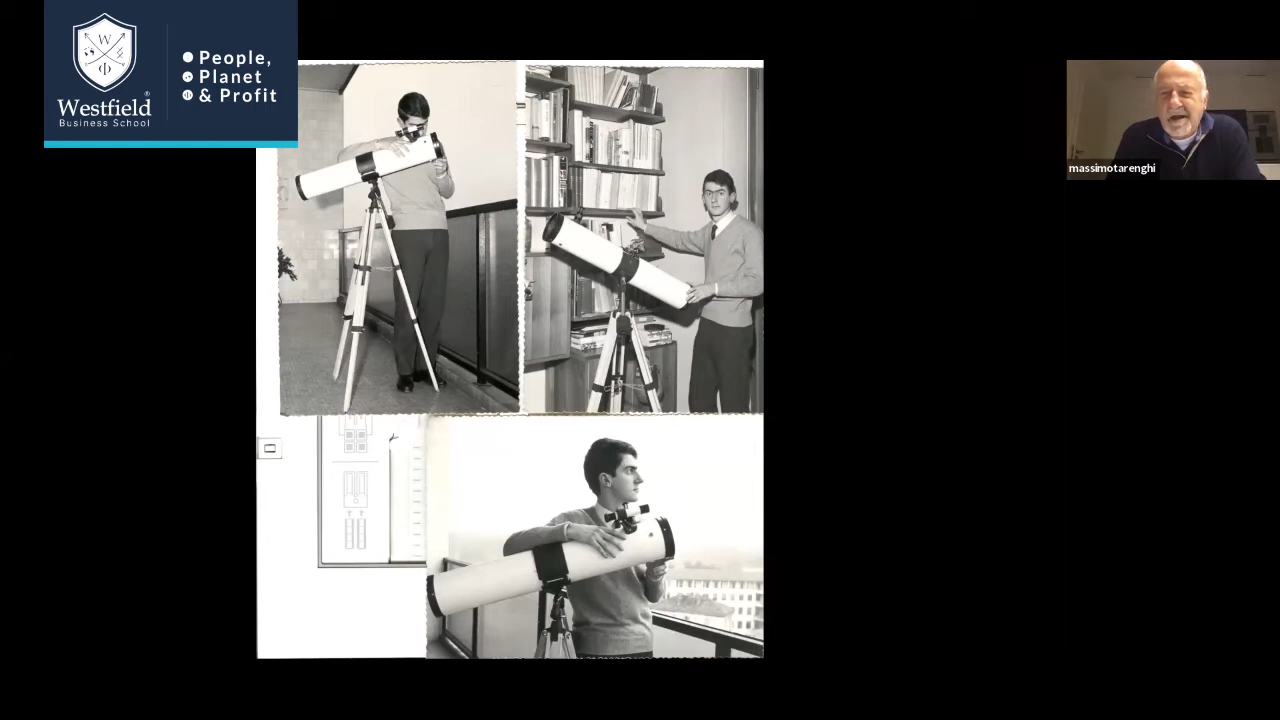 W
Φ
Westfield®
Business School
People,
Planet
& Profit
massimotarenghi